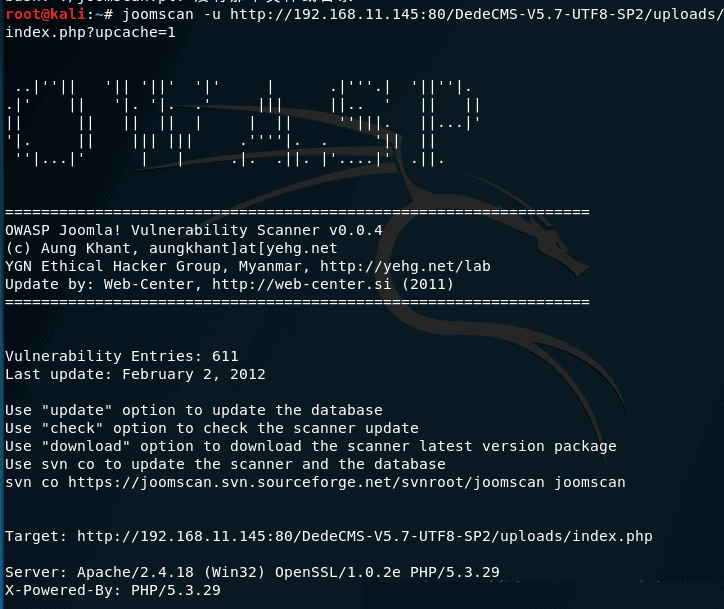 root@kali:~# joomscan -u http://192.168.11.145:80/DedeCMS-V5.7-UTF8-SP2/uploads/
index.php?upcache=1
 ..|''||   '|| '||'  '|'     |      .|'''.|  '||''|.
.|'    ||   '|. '|.  .'     |||     ||..  '   ||   ||
||      ||   ||  ||  |     |  ||     ''|||.   ||...|'
'|.     ||    ||| |||     .''''|.  .     '||  ||
 ''|...|'      |   |     .|.  .||. |'....|'  .||.
=================================================================
OWASP Joomla! Vulnerability Scanner v0.0.4
(c) Aung Khant, aungkhant]at[yehg.net
YGN Ethical Hacker Group, Myanmar, http://yehg.net/lab
Update by: Web-Center, http://web-center.si (2011)
=================================================================
Vulnerability Entries: 611
Last update: February 2, 2012
Use "update" option to update the database
Use "check" option to check the scanner update
Use "download" option to download the scanner latest version package
Use svn co to update the scanner and the database
svn co https://joomscan.svn.sourceforge.net/svnroot/joomscan joomscan
Target: http://192.168.11.145:80/DedeCMS-V5.7-UTF8-SP2/uploads/index.php
Server: Apache/2.4.18 (Win32) OpenSSL/1.0.2e PHP/5.3.29
X-Powered-By: PHP/5.3.29